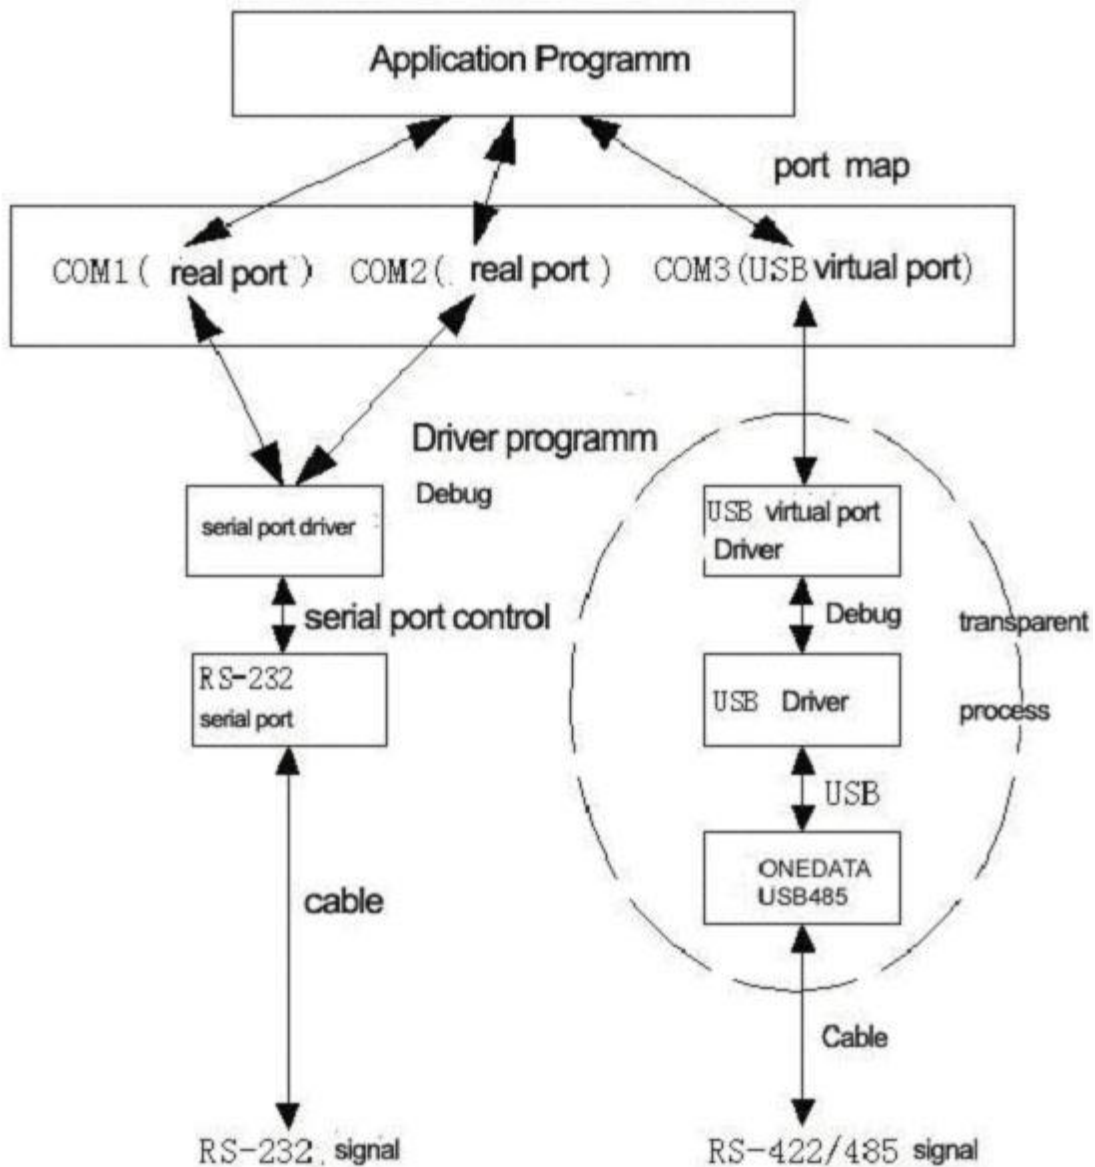 Application Programm
port map
COM1( real port ) COM2( real port ) COM3(USB virtual port)
Driver programm
Debug
serial port driver
USB virtual port
Driver
serial port control
Debug
transparent
RS-232
serial port
USB Driver
process
USB
ONEDATA
USB485
cable
Cable
RS-232 signal
RS-422/485 signal